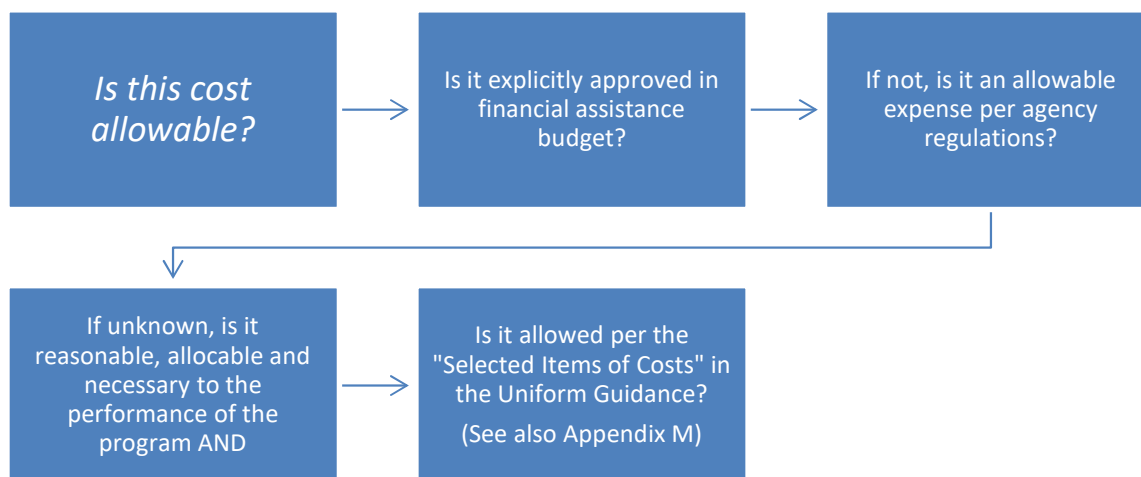 Is this cost
allowable?
Is it explicitly approved in
financial assistance
budget?
If not, is it an allowable
expense per agency
regulations?
If unknown, is it
reasonable, allocable and
necessary to the
performance of the
program AND
Is it allowed per the
"Selected Items of Costs" in
the Uniform Guidance?
(See also Appendix M)